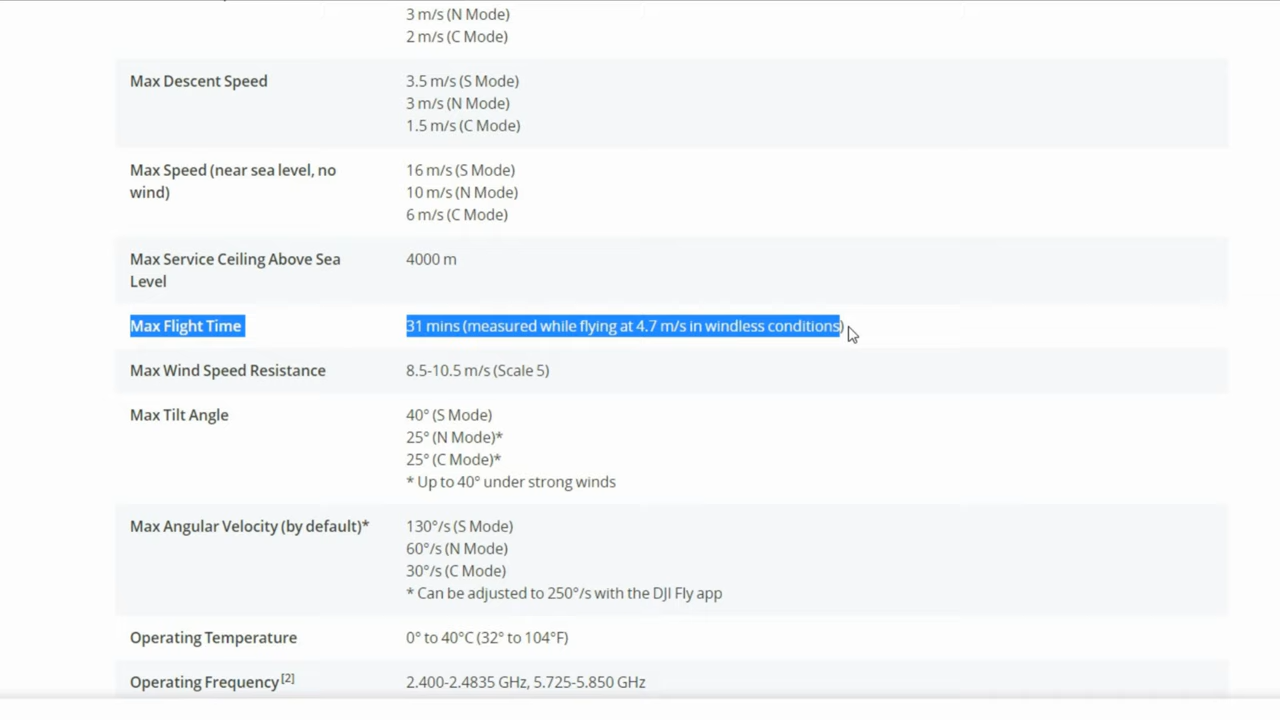 3 m/s (N Mode)
2 m/s (C Mode)
Max Descent Speed
3.5 m/s (S Mode)
3 m/s (N Mode)
1.5 m/s (C Mode)
Max Speed (near sea level, no
wind)
16 m/s (S Mode)
10 m/s (N Mode)
6 m/s (C Mode)
Max Service Ceiling Above Sea
Level
4000 m
Max Flight Time
31 mins (measured while flying at 4.7 m/s in windless conditions)
Max Wind Speed Resistance
8.5-10.5 m/s (Scale 5)
Max Tilt Angle
40° (S Mode)
25° (N Mode)*
25° (C Mode)*
* Up to 40° under strong winds
Max Angular Velocity (by default)*
130°/s (S Mode)
60°/s (N Mode)
30°/s (C Mode)
* Can be adjusted to 250°/s with the DJI Fly app
Operating Temperature
0° to 40°C (32° to 104°F)
Operating Frequency [2]
2.400-2.4835 GHz, 5.725-5.850 GHz